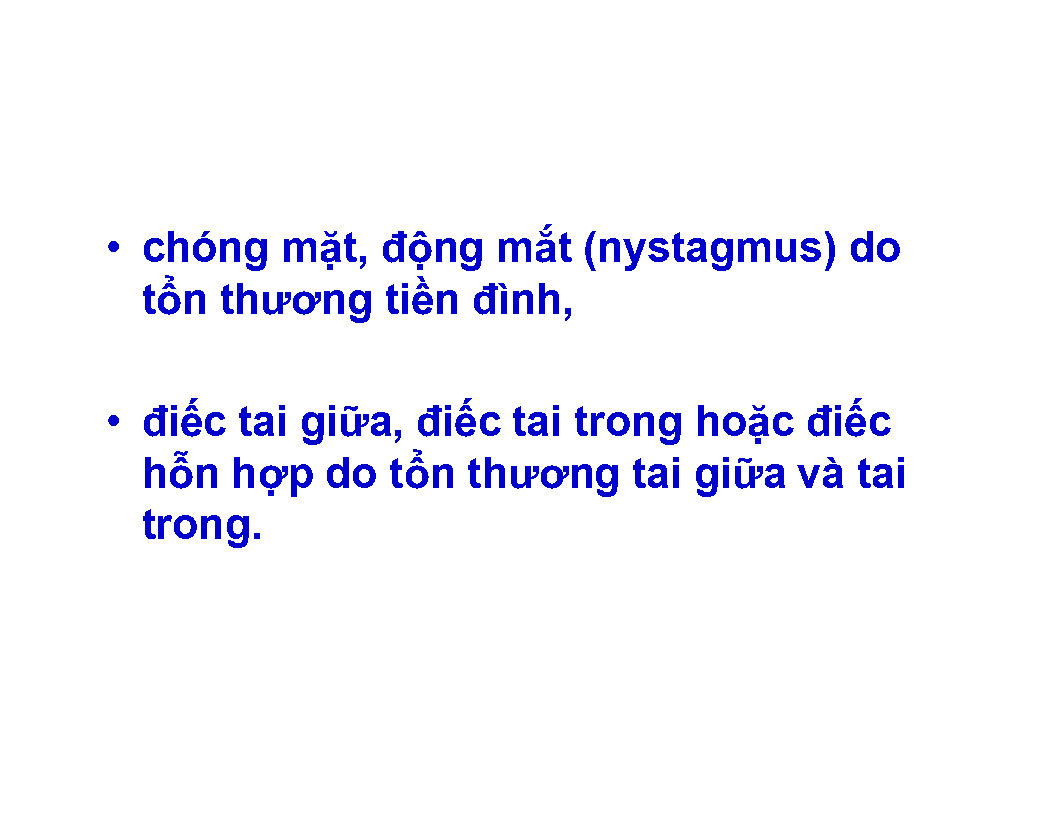 • chóng mặt, động mắt (nystagmus) do
tổn thương tiền đình,
• điếc tai giữa, điếc tai trong hoặc điếc
hỗn hợp do tổn thương tai giữa và tai
trong.